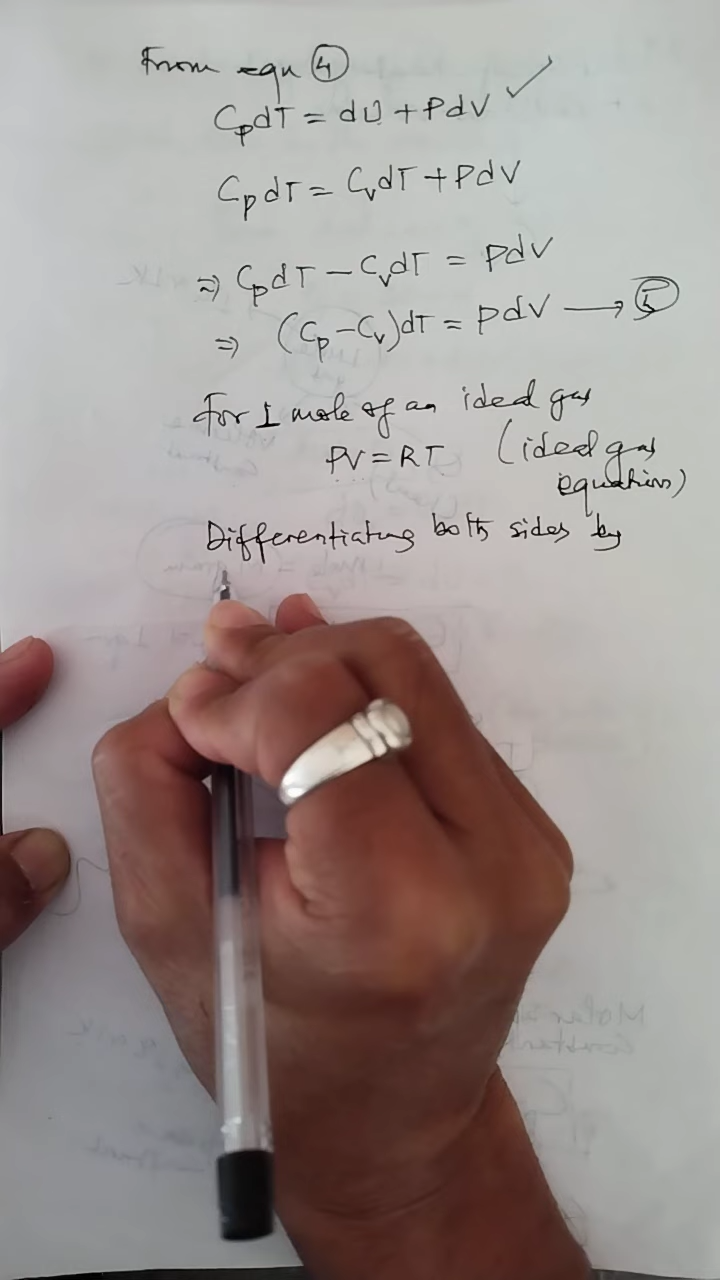 From eqn ④
CpdT = dU + PdV ✓
CpdT = CvdT + PdV
⇒ CpdT − CvdT = PdV
⇒ (Cp − Cv)dT = PdV → ⑤
For 1 mole of an ideal gas
PV = RT (ideal gas
equation)
Differentiating both sides by